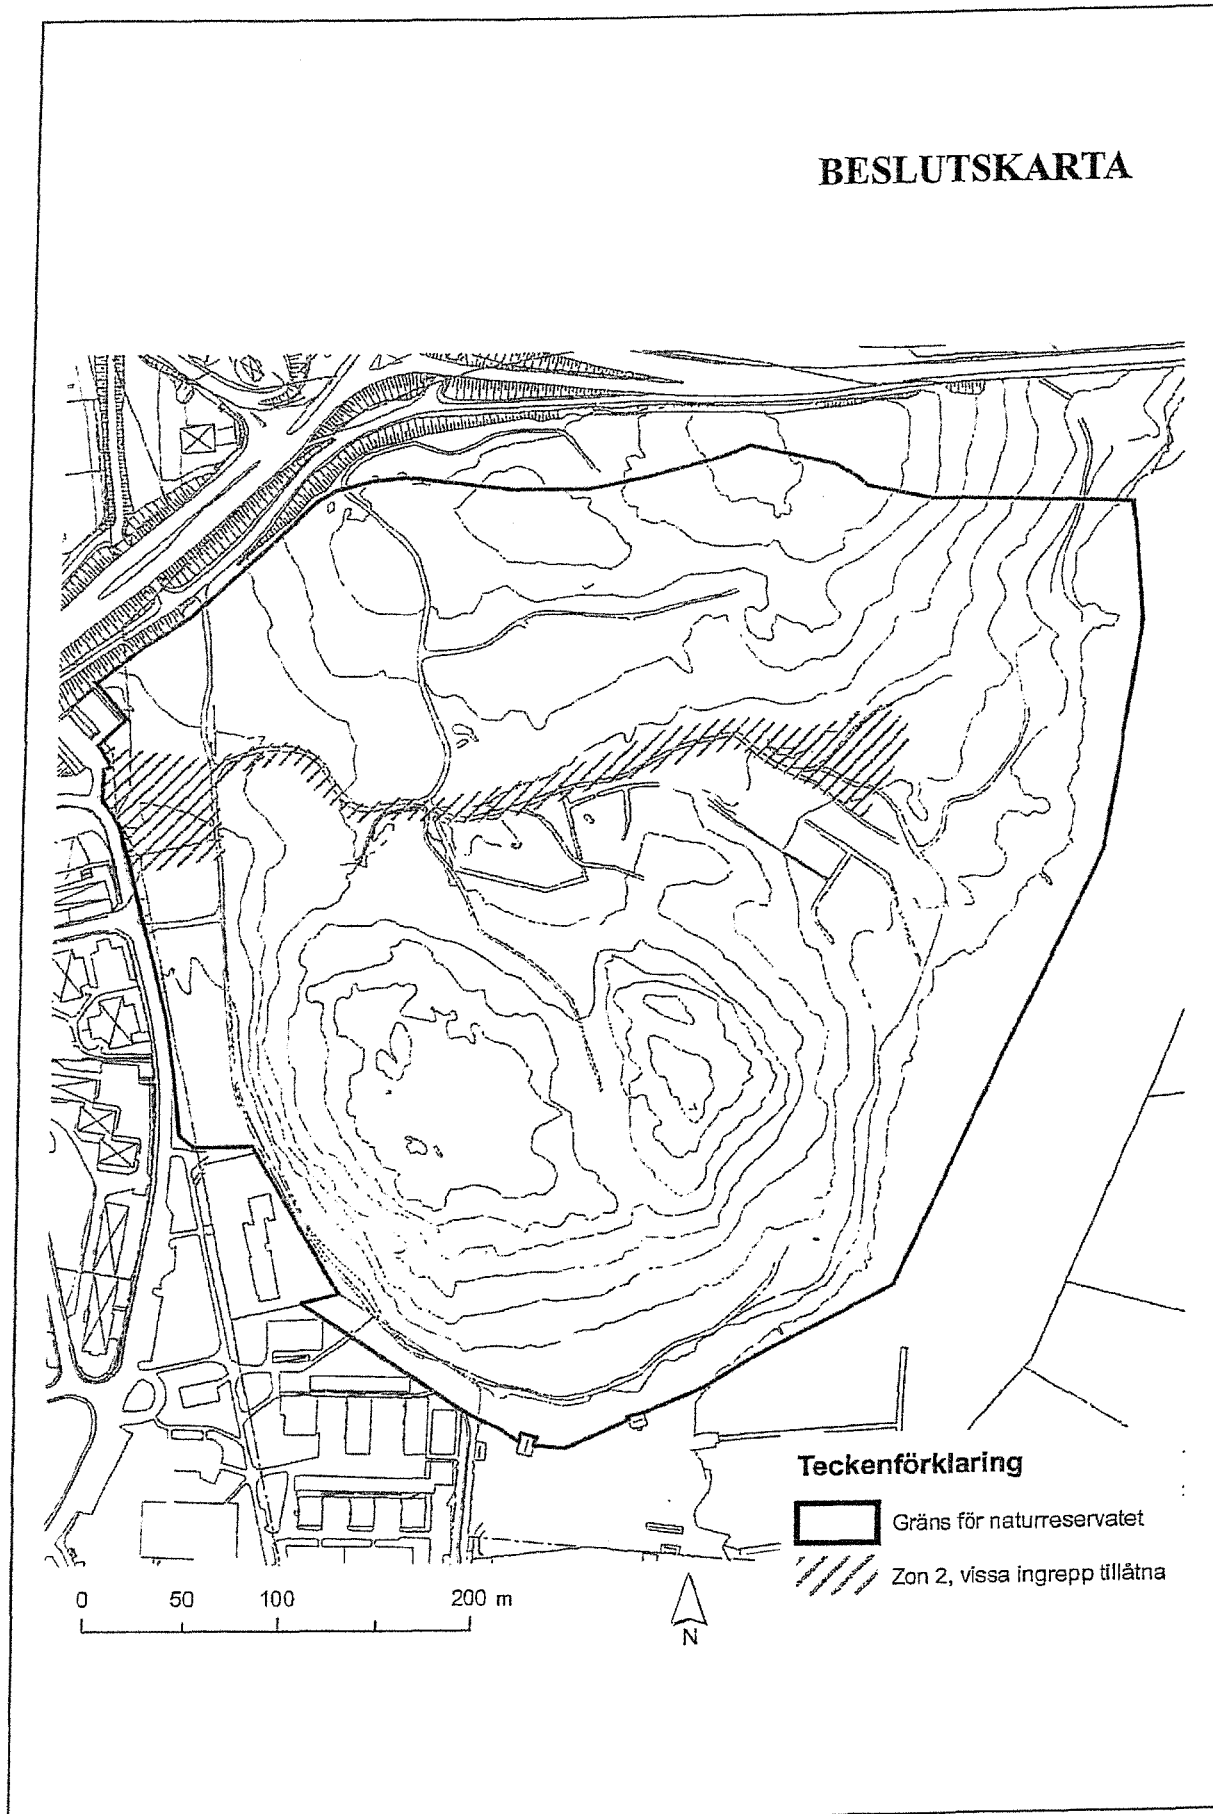 BESLUTSKARTA
Teckenförklaring
Gräns för naturreservatet
Zon 2, vissa ingrepp tillåtna
0 50 100 200 m
N